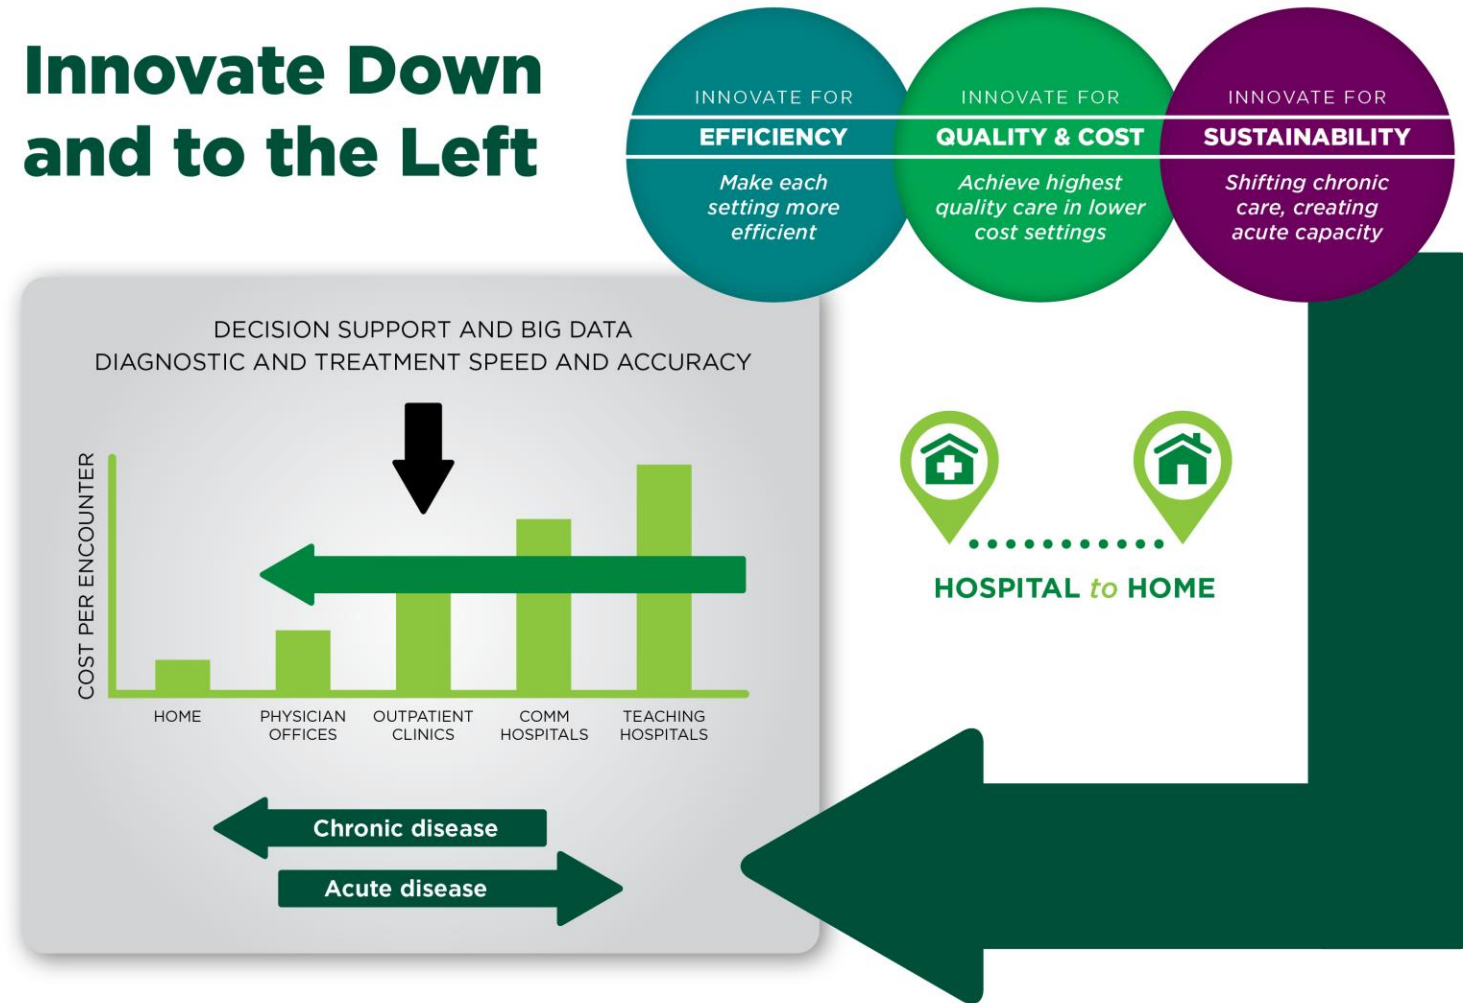 Innovate Down
and to the Left
INNOVATE FOR
EFFICIENCY
Make each
setting more
efficient
INNOVATE FOR
QUALITY & COST
Achieve highest
quality care in lower
cost settings
INNOVATE FOR
SUSTAINABILITY
Shifting chronic
care, creating
acute capacity
DECISION SUPPORT AND BIG DATA
DIAGNOSTIC AND TREATMENT SPEED AND ACCURACY
COST PER ENCOUNTER
HOME
PHYSICIAN
OFFICES
OUTPATIENT
CLINICS
COMM
HOSPITALS
TEACHING
HOSPITALS
Chronic disease
Acute disease
HOSPITAL to HOME